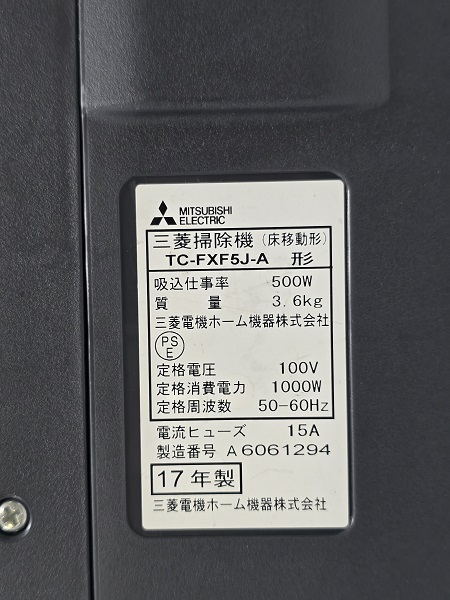 MITSUBISHI
ELECTRIC
三菱掃除機（床移動形）
TC-FXF5J-A 形
吸込仕事率 500W
質量 3.6kg
三菱電機ホーム機器株式会社
PS
E
定格電圧 100V
定格消費電力 1000W
定格周波数 50-60Hz
電流ヒューズ 15A
製造番号 A6061294
17年製
三菱電機ホーム機器株式会社